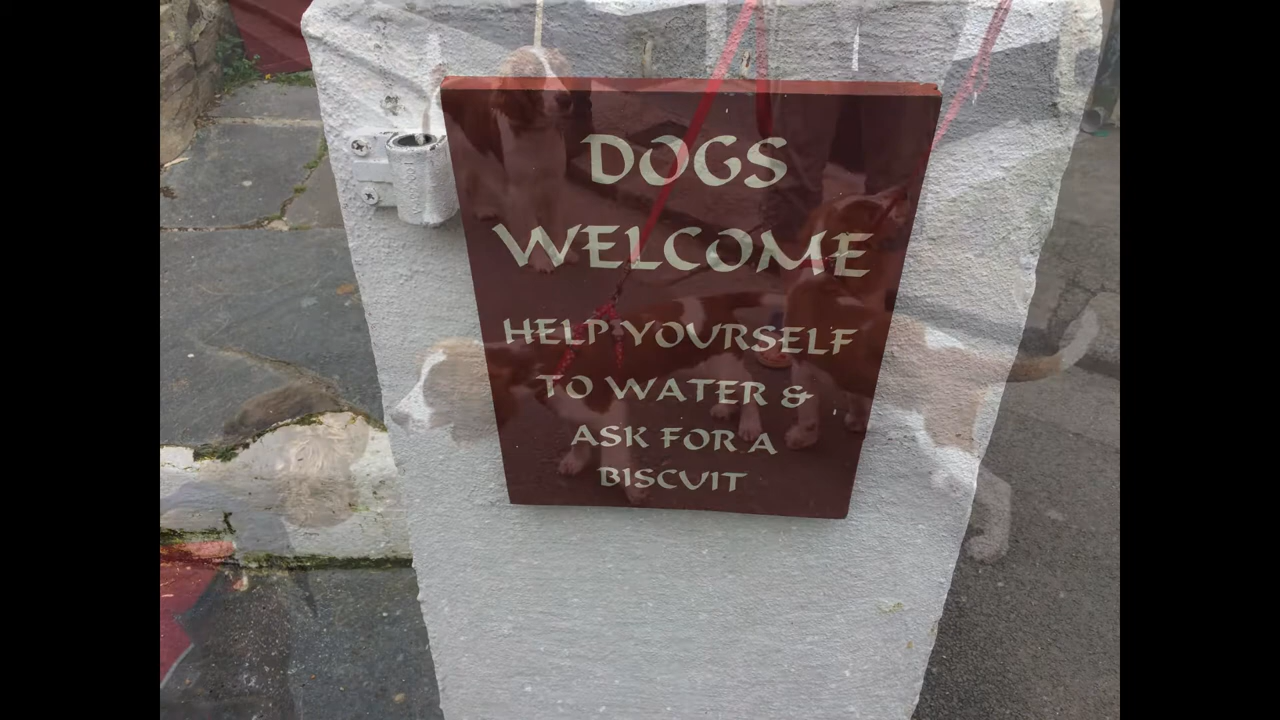 DOGS
WELCOME
HELP YOURSELF
TO WATER &
ASK FOR A
BISCUIT